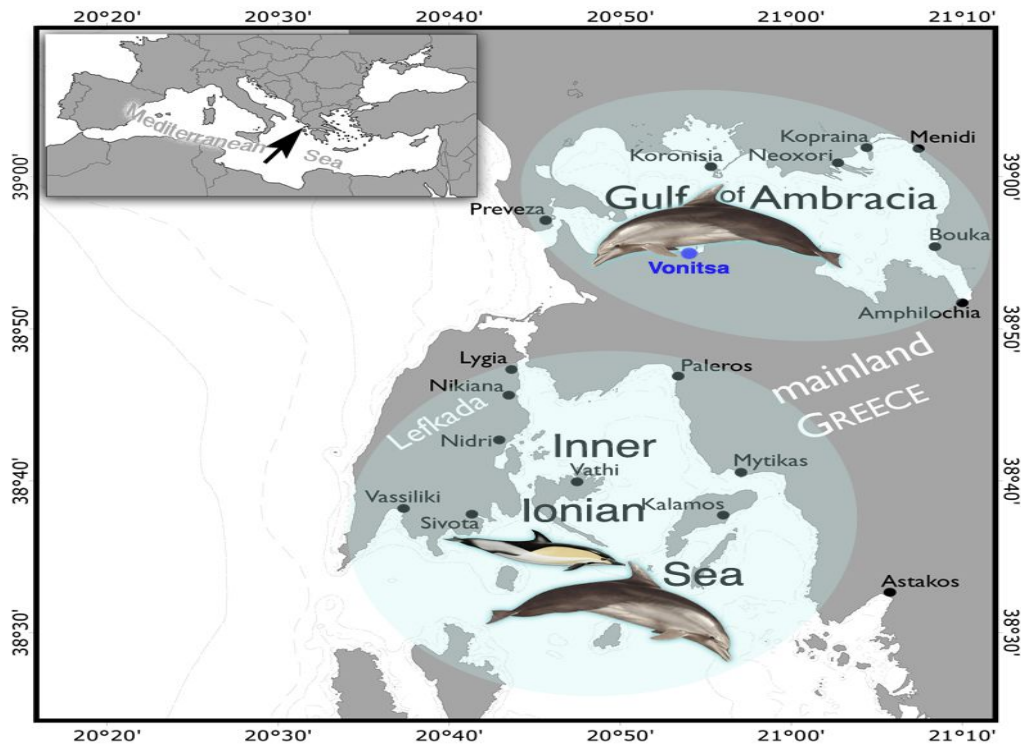 20°20'
20°30'
20°40'
20°50'
21°00'
21°10'
Mediterranean
Sea
39°00'
38°50'
38°40'
38°30'
Kopraina
Menidi
Koronisia
Neoxori
Preveza
Gulf of Ambracia
Bouka
Vonitsa
Amphilochia
mainland
GREECE
Lygia
Paleros
Nikiana
Lefkada
Nidri
Inner
Mytikas
Vathi
Vassiliki
Sivota
Ionian
Kalamos
Sea
Astakos
39°00'
38°50'
38°40'
38°30'
20°20'
20°30'
20°40'
20°50'
21°00'
21°10'